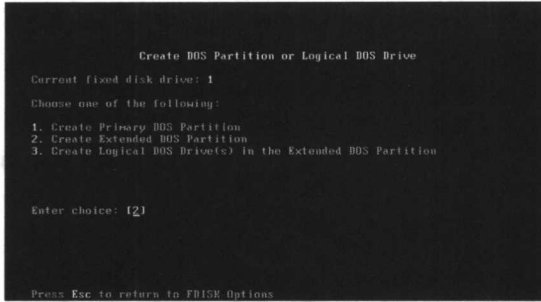 Create DOS Partition or Logical DOS Drive
Current fixed disk drive: 1
Choose one of the following:
1. Create Primary DOS Partition
2. Create Extended DOS Partition
3. Create Logical DOS Drive(s) in the Extended DOS Partition
Enter choice: [2]
Press Esc to return to FDISK Options